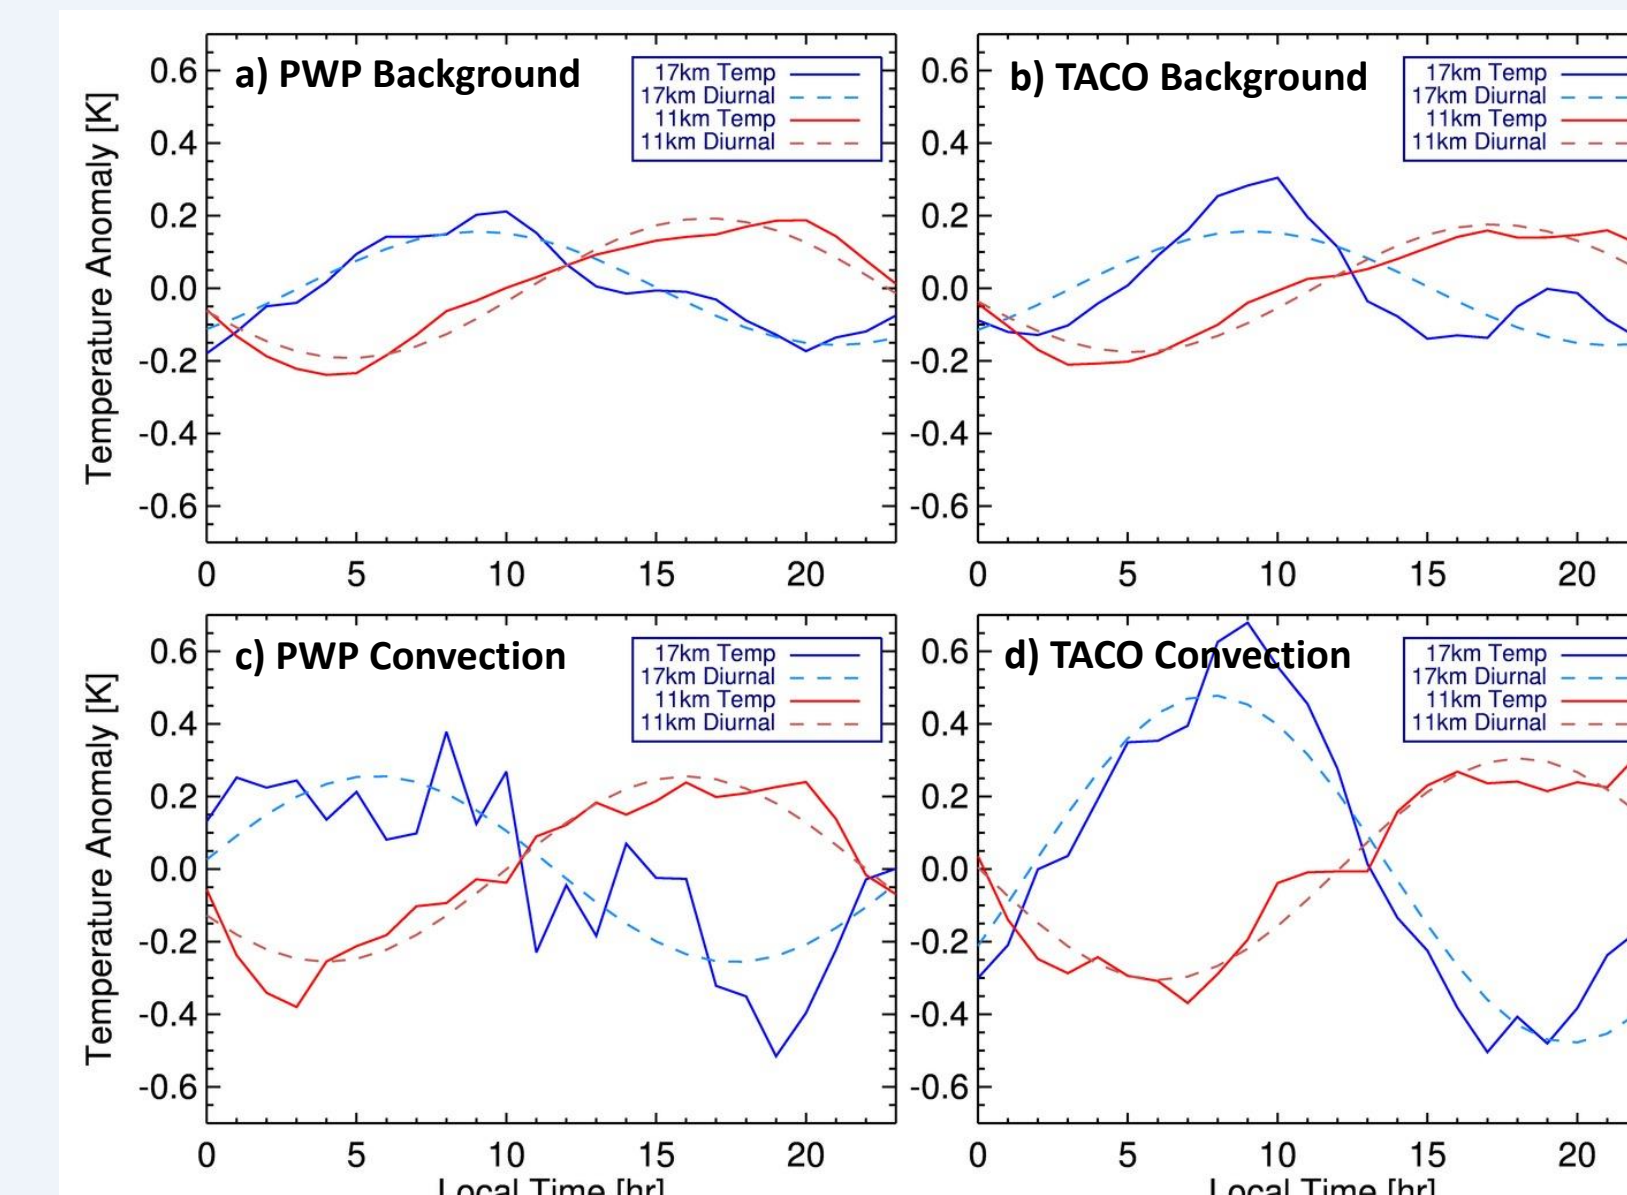 a) PWP Background
17km Temp
17km Diurnal
11km Temp
11km Diurnal
Temperature Anomaly [K]
0.6
0.4
0.2
0.0
-0.2
-0.4
-0.6
0 5 10 15 20
b) TACO Background
17km Temp
17km Diurnal
11km Temp
11km Diurnal
0.6
0.4
0.2
0.0
-0.2
-0.4
-0.6
0 5 10 15 20
c) PWP Convection
17km Temp
17km Diurnal
11km Temp
11km Diurnal
Temperature Anomaly [K]
0.6
0.4
0.2
0.0
-0.2
-0.4
-0.6
0 5 10 15 20
Local Time [hr]
d) TACO Convection
17km Temp
17km Diurnal
11km Temp
11km Diurnal
0.6
0.4
0.2
0.0
-0.2
-0.4
-0.6
0 5 10 15 20
Local Time [hr]